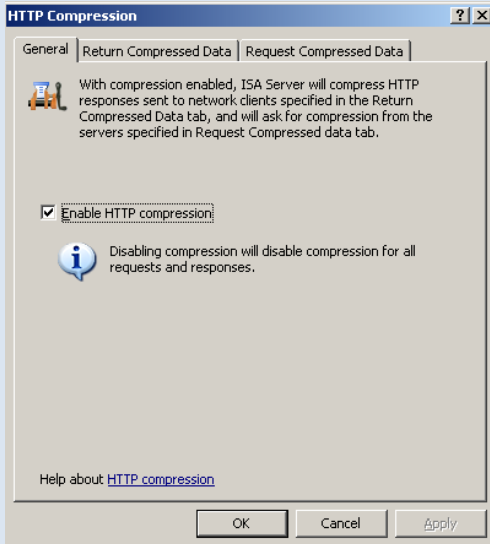 HTTP Compression
General Return Compressed Data Request Compressed Data
With compression enabled, ISA Server will compress HTTP
responses sent to network clients specified in the Return
Compressed Data tab, and will ask for compression from the
servers specified in Request Compressed data tab.
Enable HTTP compression
Disabling compression will disable compression for all
requests and responses.
Help about HTTP compression
OK Cancel Apply